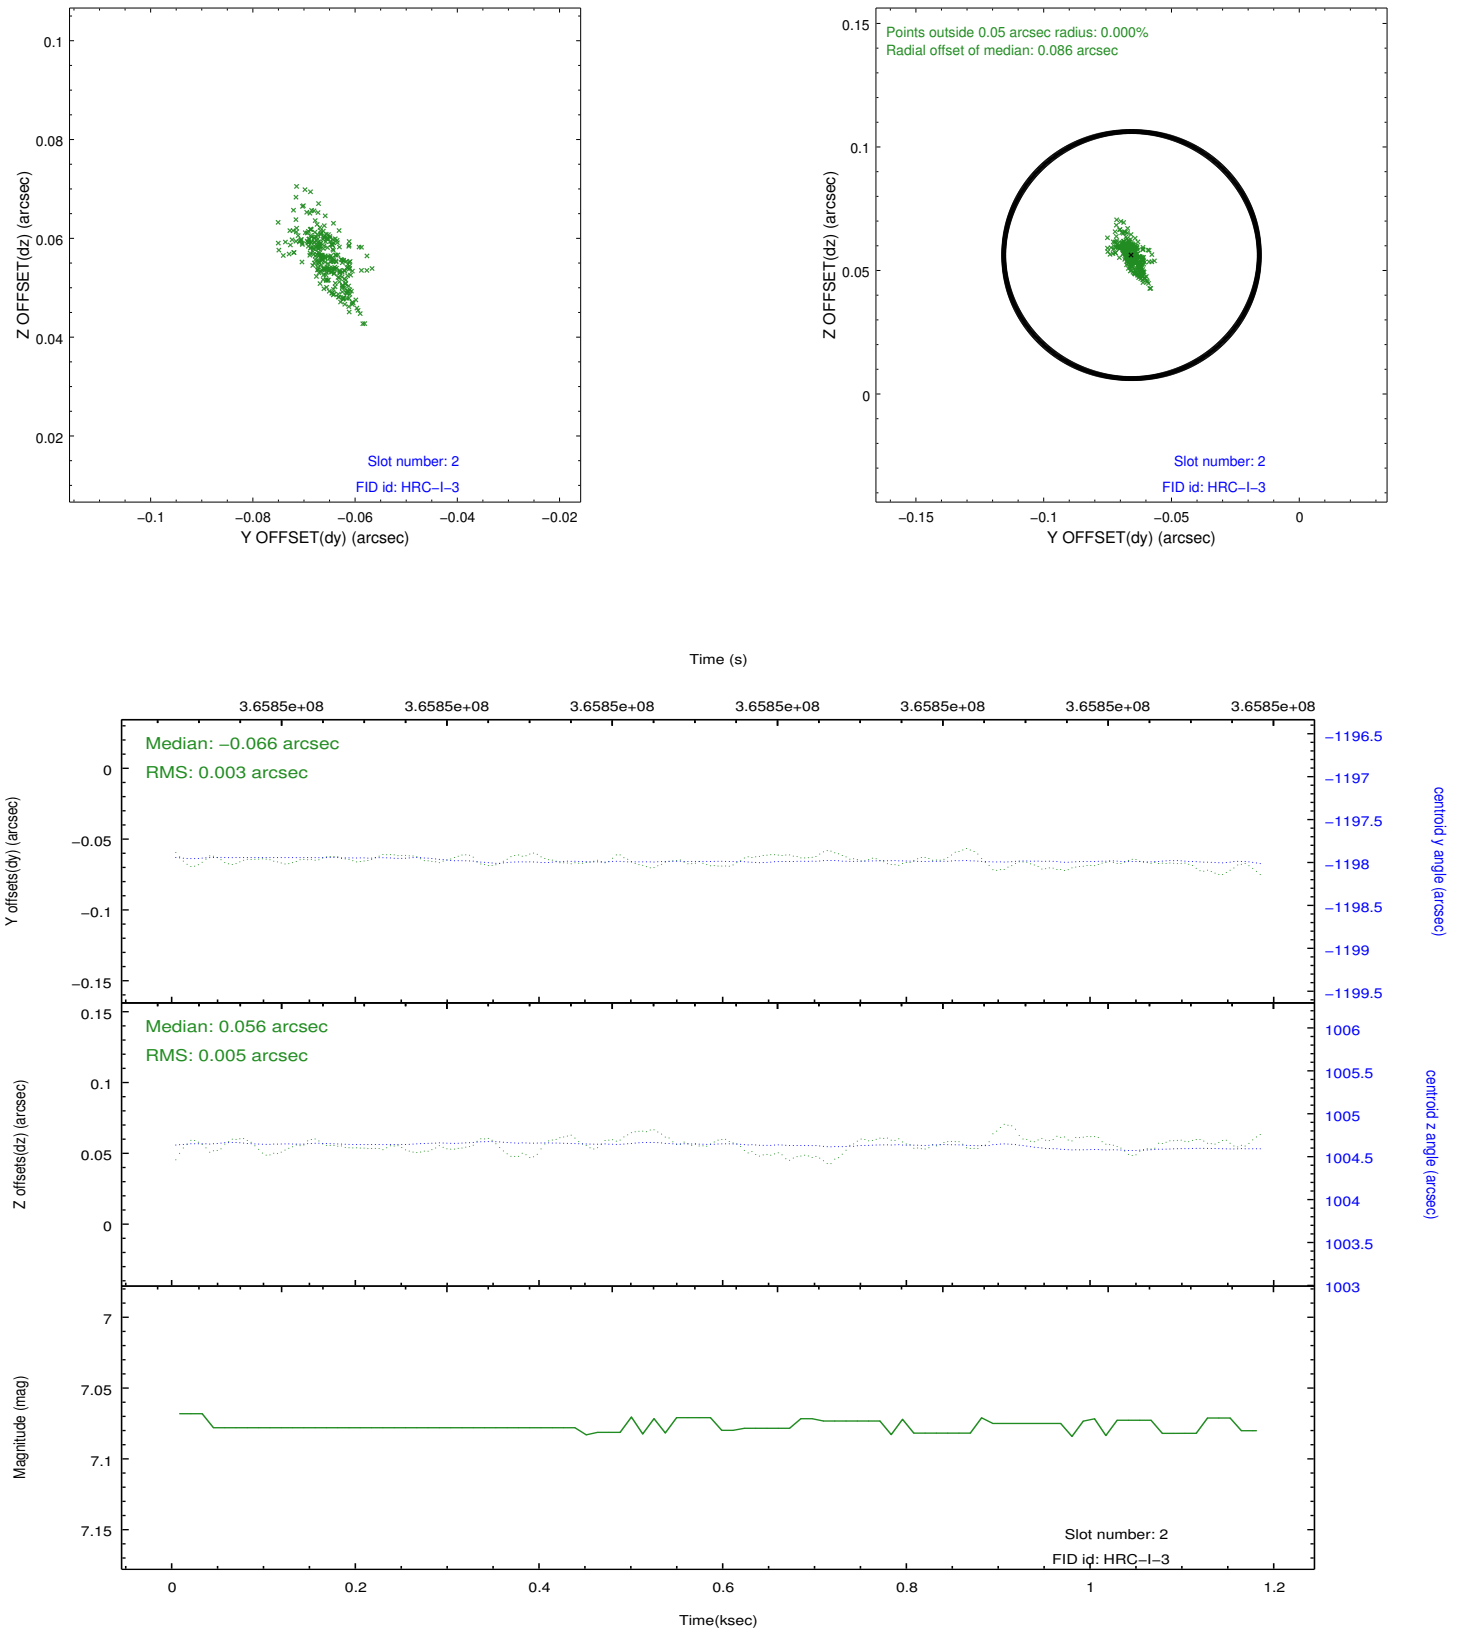 0.1
0.08
0.06
0.04
0.02
Z OFFSET(dz) (arcsec)
Slot number: 2
FID id: HRC−I−3
−0.1 −0.08 −0.06 −0.04 −0.02
Y OFFSET(dy) (arcsec)
Points outside 0.05 arcsec radius: 0.000%
Radial offset of median: 0.086 arcsec
0.15
0.1
0.05
0
Z OFFSET(dz) (arcsec)
Slot number: 2
FID id: HRC−I−3
−0.15 −0.1 −0.05 0
Y OFFSET(dy) (arcsec)
Time (s)
3.6585e+08 3.6585e+08 3.6585e+08 3.6585e+08 3.6585e+08 3.6585e+08 3.6585e+08
Median: −0.066 arcsec
RMS: 0.003 arcsec
0
−0.05
−0.1
−0.15
Y offsets(dy) (arcsec)
−1196.5
−1197
−1197.5
−1198
−1198.5
−1199
−1199.5
centroid y angle (arcsec)
Median: 0.056 arcsec
RMS: 0.005 arcsec
0.15
0.1
0.05
0
Z offsets(dz) (arcsec)
1006
1005.5
1005
1004.5
1004
1003.5
1003
centroid z angle (arcsec)
7
7.05
7.1
7.15
Magnitude (mag)
Slot number: 2
FID id: HRC−I−3
0 0.2 0.4 0.6 0.8 1 1.2
Time(ksec)